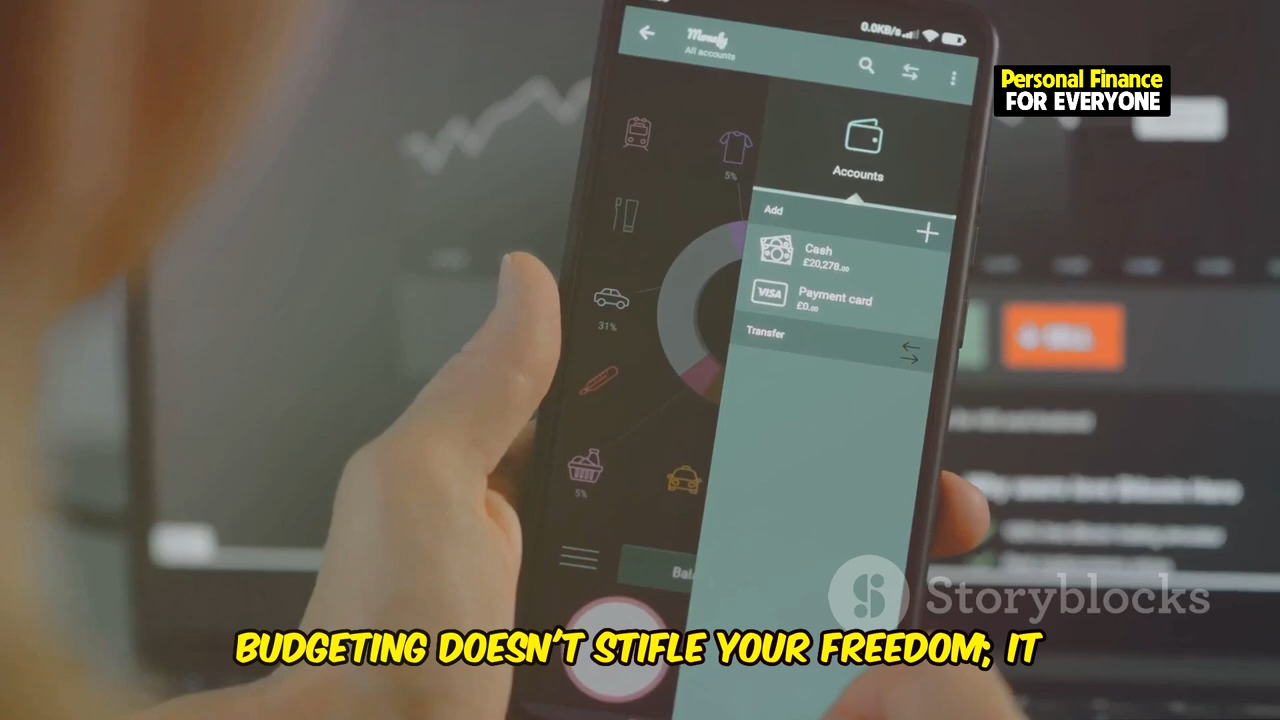 0.0KB/s
Monefy
All accounts
Personal Finance
FOR EVERYONE
5%
Accounts
Add
Cash
£20,278.00
VISA
Payment card
£0.00
31%
Transfer
5%
Storyblocks
BUDGETING DOESN'T STIFLE YOUR FREEDOM; IT